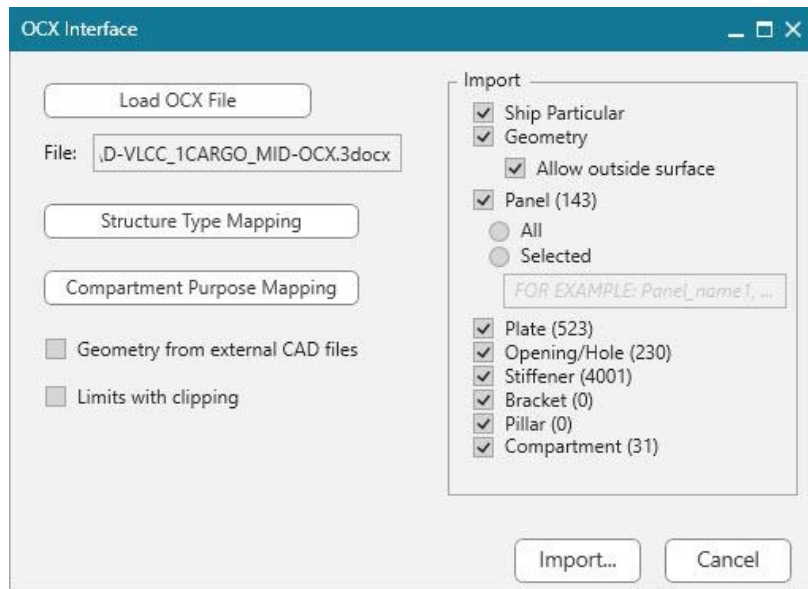 OCX Interface
Load OCX File
File: .D-VLCC_1CARGO_MID-OCX.3docx
Structure Type Mapping
Compartment Purpose Mapping
Geometry from external CAD files
Limits with clipping
Import
Ship Particular
Geometry
Allow outside surface
Panel (143)
All
Selected
FOR EXAMPLE: Panel_name1, ...
Plate (523)
Opening/Hole (230)
Stiffener (4001)
Bracket (0)
Pillar (0)
Compartment (31)
Import...
Cancel